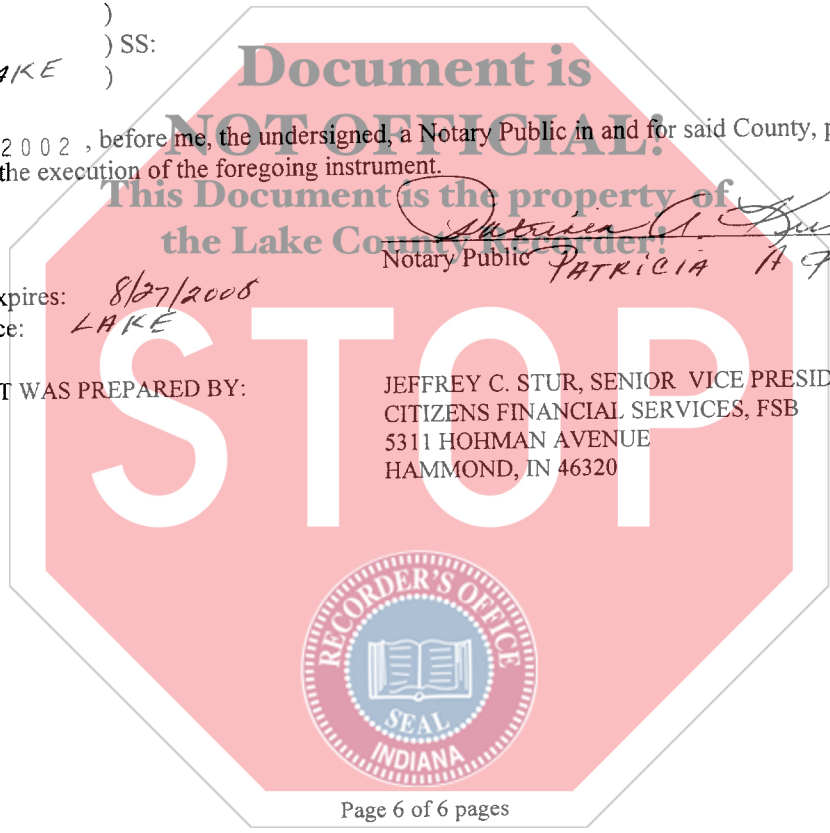 )
) SS:
AKE )
Document is
NOT OFFICIAL!
2002 , before me, the undersigned, a Notary Public in and for said County, p
the execution of the foregoing instrument.
This Document is the property of
the Lake County Recorder!
Patricia A
Notary Public PATRICIA A
xpires: 8/27/2008
ce: LAKE
STOP
T WAS PREPARED BY:
JEFFREY C. STUR, SENIOR VICE PRESID
CITIZENS FINANCIAL SERVICES, FSB
5311 HOHMAN AVENUE
HAMMOND, IN 46320
RECORDER'S OFFICE
SEAL
INDIANA
Page 6 of 6 pages